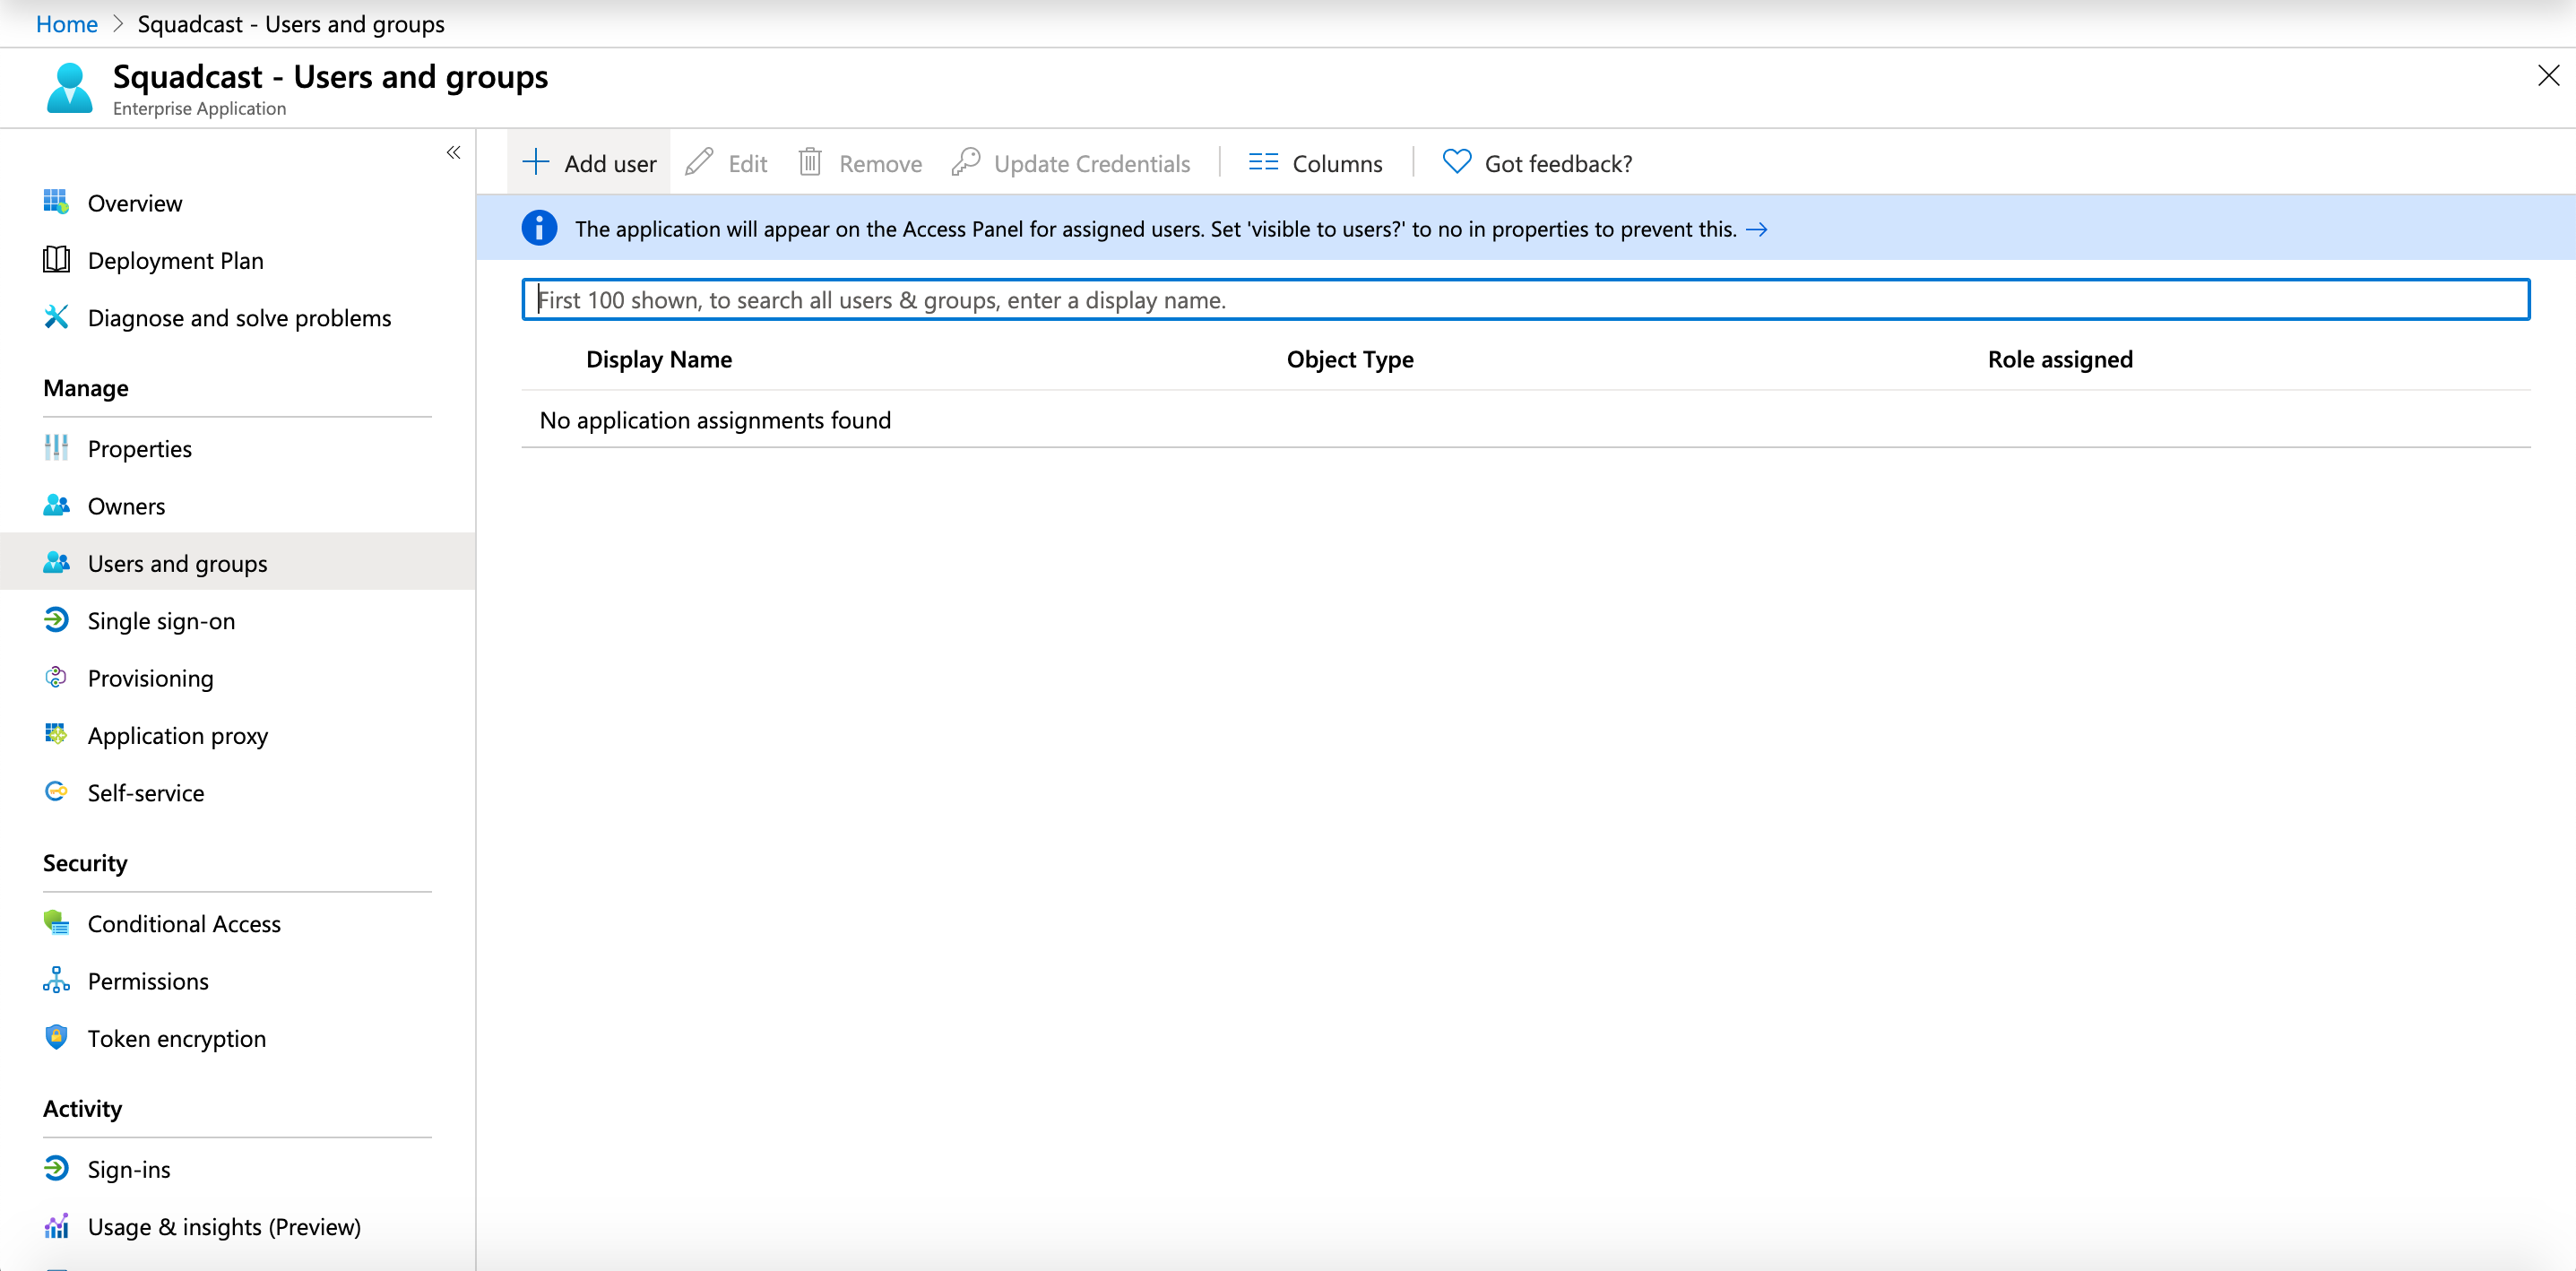 Home > Squadcast - Users and groups
Squadcast - Users and groups
Enterprise Application
«
Overview
Deployment Plan
Diagnose and solve problems
Manage
Properties
Owners
Users and groups
Single sign-on
Provisioning
Application proxy
Self-service
Security
Conditional Access
Permissions
Token encryption
Activity
Sign-ins
Usage & insights (Preview)
Add user Edit Remove Update Credentials Columns Got feedback?
The application will appear on the Access Panel for assigned users. Set 'visible to users?' to no in properties to prevent this. →
First 100 shown, to search all users & groups, enter a display name.
Display Name Object Type Role assigned
No application assignments found